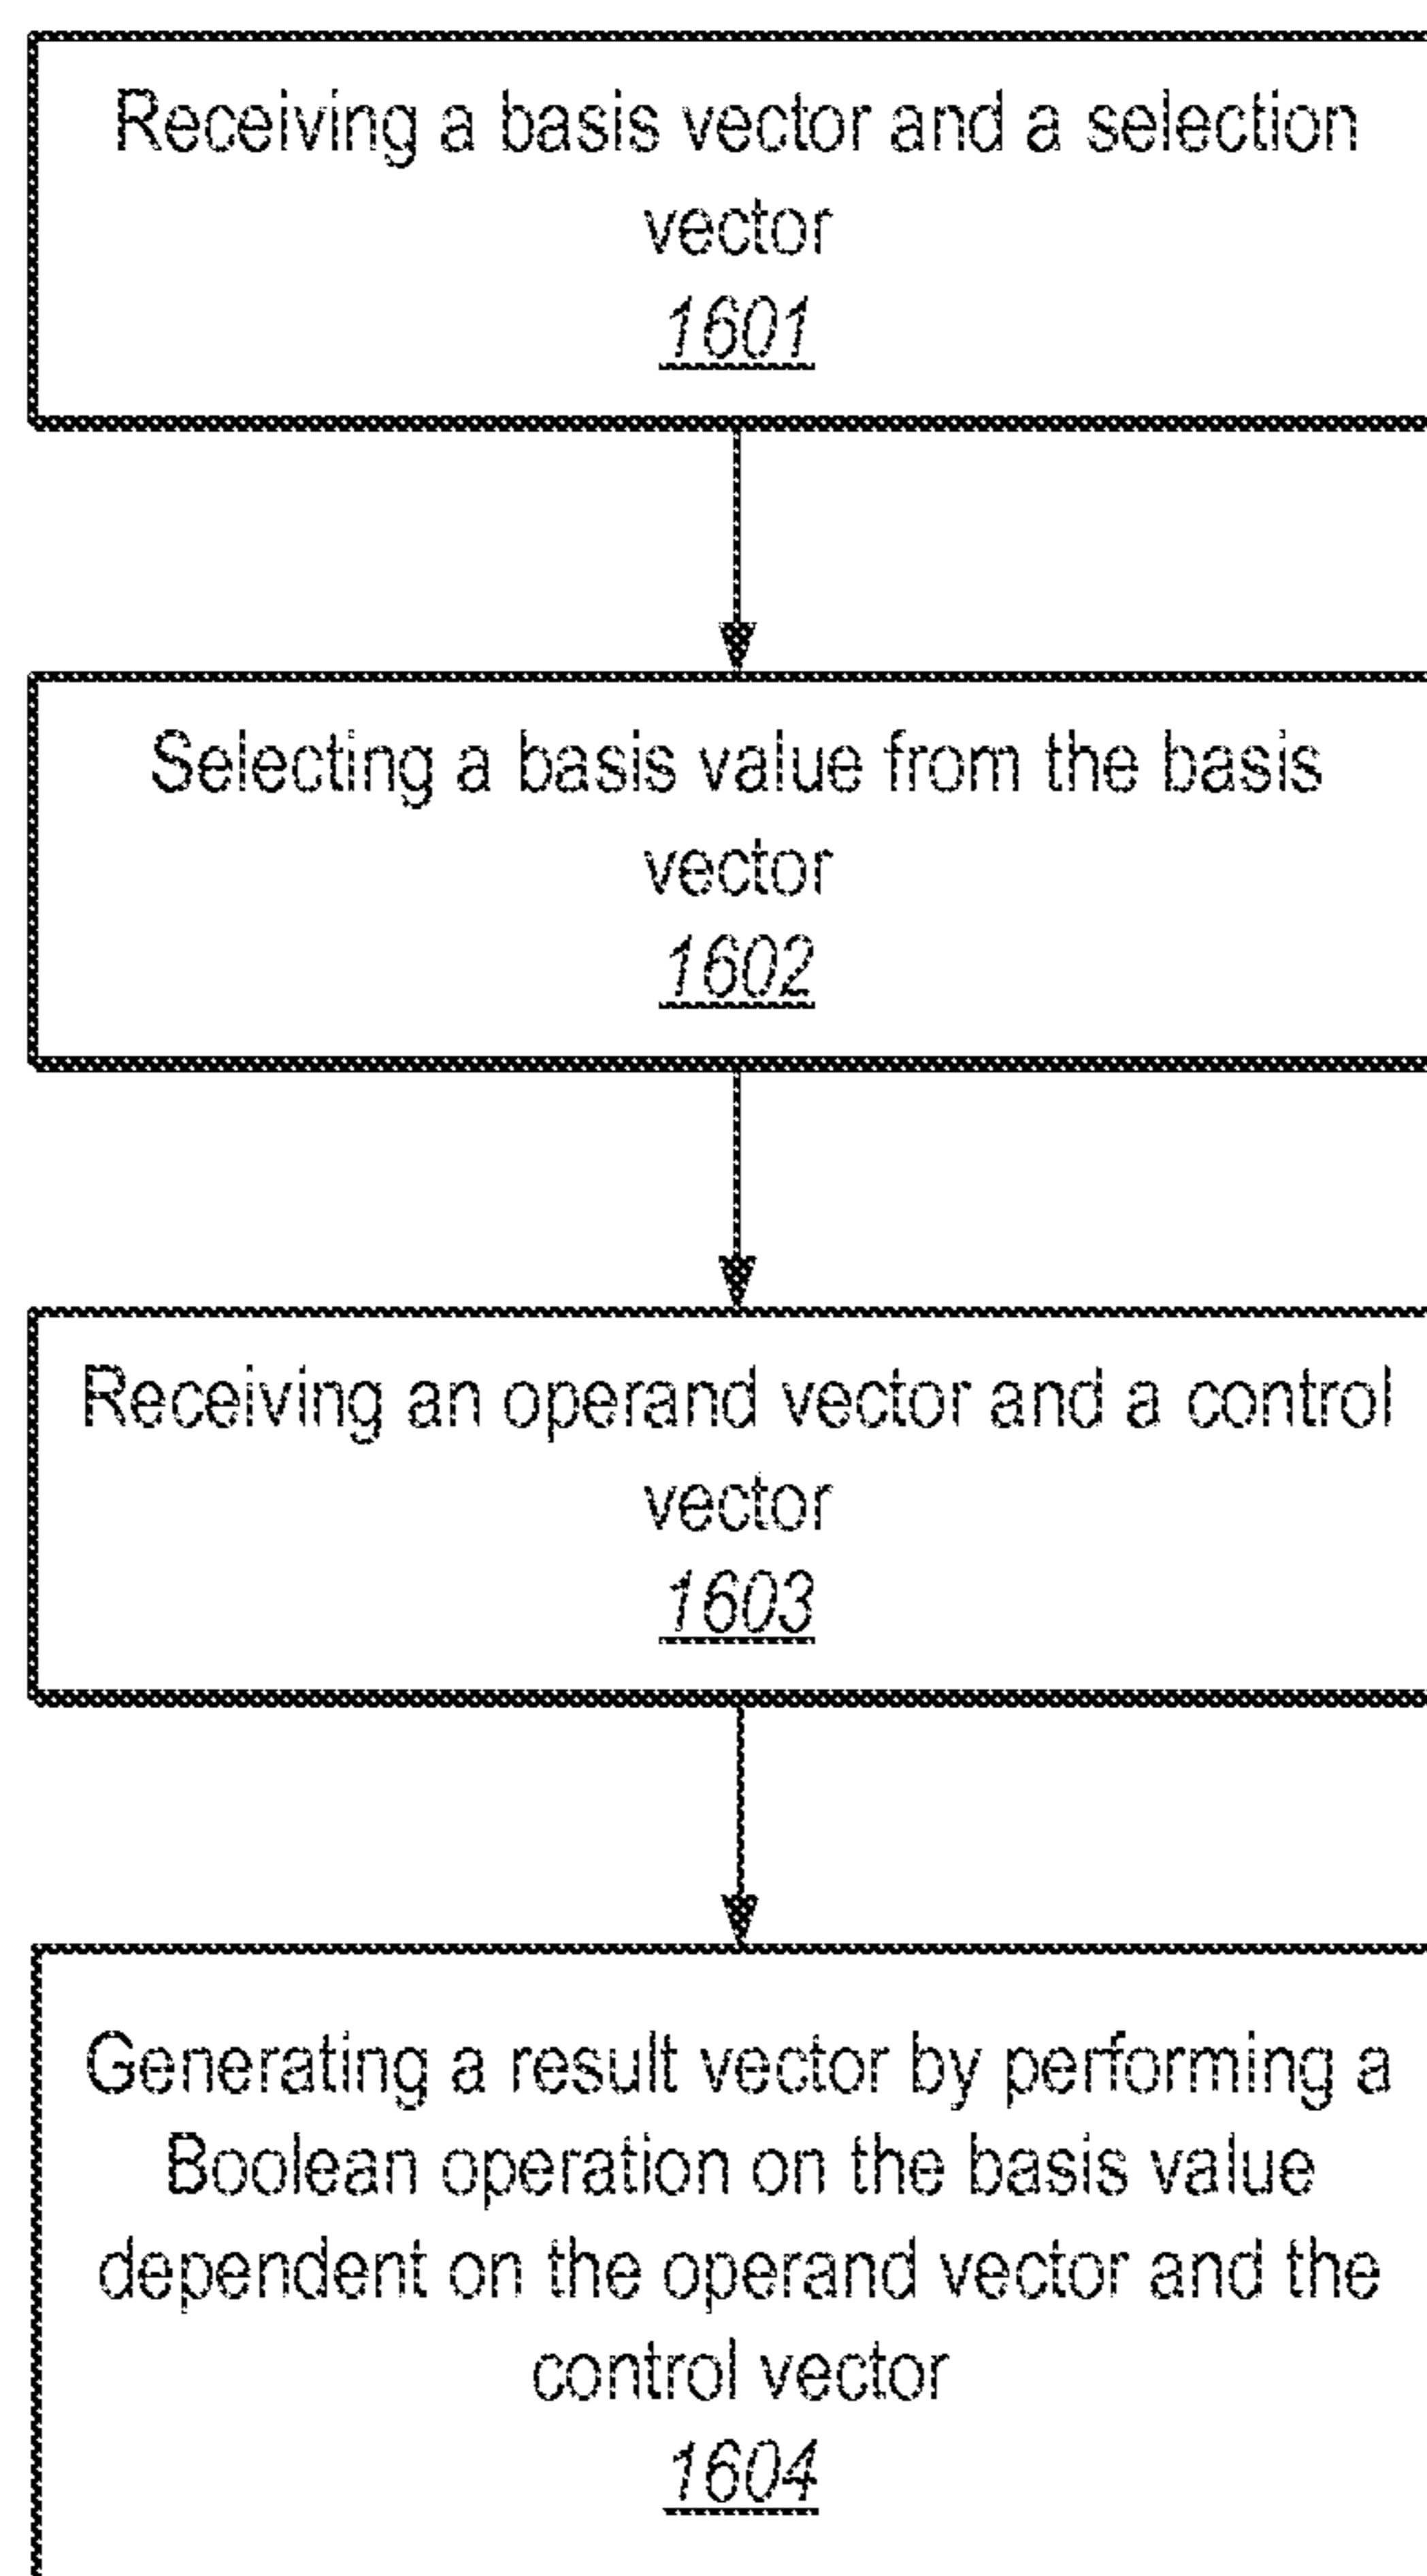 Receiving a basis vector and a selection
vector
1601
Selecting a basis value from the basis
vector
1602
Receiving an operand vector and a control
vector
1603
Generating a result vector by performing a
Boolean operation on the basis value
dependent on the operand vector and the
control vector
1604